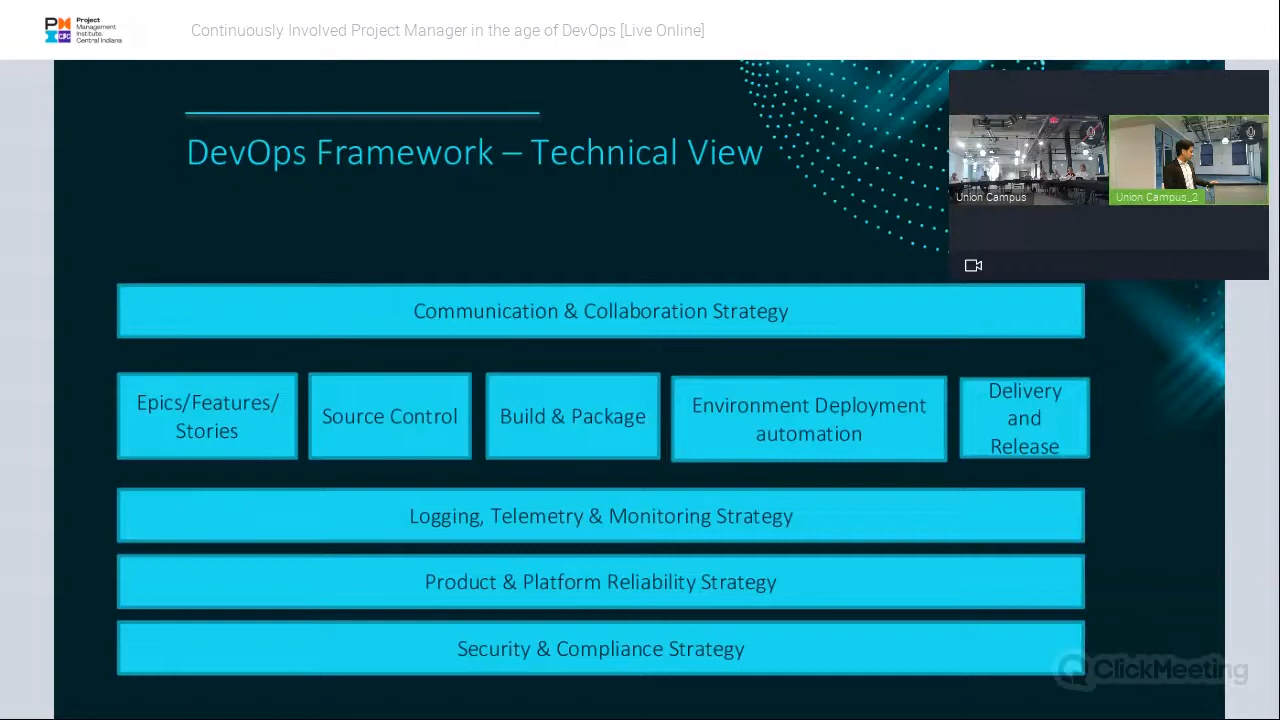 Project
Management
Institute.
Central Indiana
Continuously Involved Project Manager in the age of DevOps [Live Online]
DevOps Framework – Technical View
Union Campus
Union Campus_2
Communication & Collaboration Strategy
Epics/Features/
Stories
Source Control
Build & Package
Environment Deployment
automation
Delivery
and
Release
Logging, Telemetry & Monitoring Strategy
Product & Platform Reliability Strategy
Security & Compliance Strategy
ClickMeeting